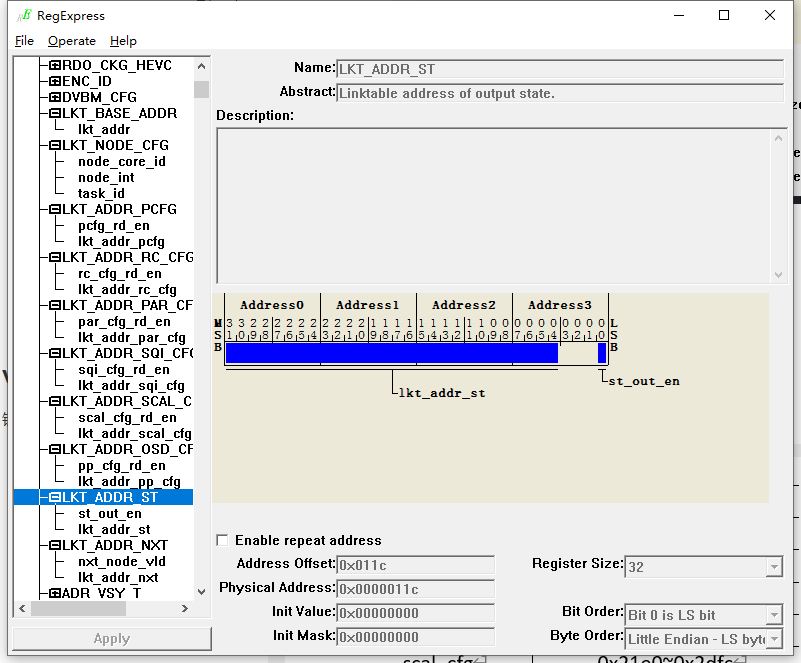 RegExpress
File Operate Help
RDO_CKG_HEVC
ENC_ID
DVBM_CFG
LKT_BASE_ADDR
lkt_addr
LKT_NODE_CFG
node_core_id
node_int
task_id
LKT_ADDR_PCFG
pcfg_rd_en
lkt_addr_pcfg
LKT_ADDR_RC_CFG
rc_cfg_rd_en
lkt_addr_rc_cfg
LKT_ADDR_PAR_CF
par_cfg_rd_en
lkt_addr_par_cfg
LKT_ADDR_SQI_CFG
sqi_cfg_rd_en
lkt_addr_sqi_cfg
LKT_ADDR_SCAL_C
scal_cfg_rd_en
lkt_addr_scal_cfg
LKT_ADDR_OSD_CF
pp_cfg_rd_en
lkt_addr_pp_cfg
LKT_ADDR_ST
st_out_en
lkt_addr_st
LKT_ADDR_NXT
nxt_node_vld
lkt_addr_nxt
ADR_VSY_T
Apply
Name: LKT_ADDR_ST
Abstract: Linktable address of output state.
Description:
Address0 Address1 Address2 Address3
M 3 3 2 2 2 2 2 2 2 2 2 2 1 1 1 1 1 1 1 1 1 1 0 0 0 0 0 0 0 0 0 0 L
S 1 0 9 8 7 6 5 4 3 2 1 0 9 8 7 6 5 4 3 2 1 0 9 8 7 6 5 4 3 2 1 0 S
B B
st_out_en
lkt_addr_st
Enable repeat address
Address Offset: 0x011c Register Size: 32
Physical Address: 0x0000011c
Init Value: 0x00000000 Bit Order: Bit 0 is LS bit
Init Mask: 0x00000000 Byte Order: Little Endian - LS byt
scal_cfg 0x21e0~0x2dfc